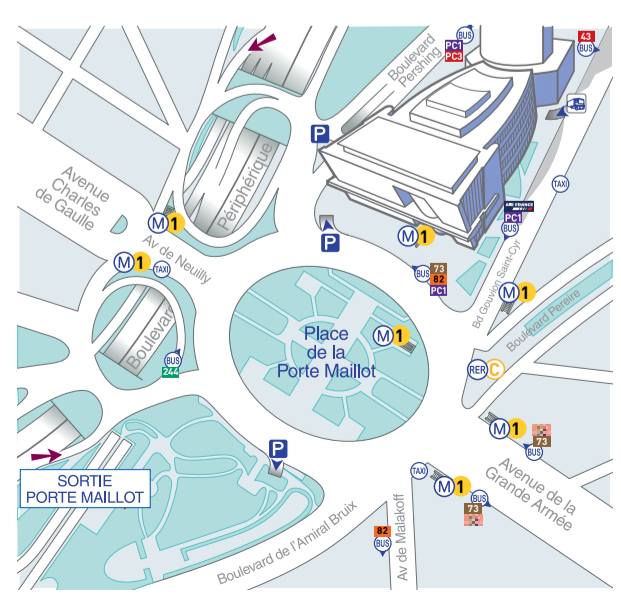 43
BUS
BUS
PC1
PC3
Boulevard
Pershing
P
Périphérique
Avenue
Charles
de Gaulle
TAXI
AIR FRANCE
PC1
BUS
M 1
Av de Neuilly
M 1
TAXI
P
M 1
BUS
73
82
PC1
Bd Gouvion Saint-Cyr
M 1
Boulevard Pereire
Boulevard
BUS
244
Place
de la
Porte Maillot
M 1
RER C
M 1
73
BUS
SORTIE
PORTE MAILLOT
P
TAXI
M 1
BUS
73
Avenue de la
Grande Armée
82
BUS
Av de Malakoff
Boulevard de l'Amiral Bruix